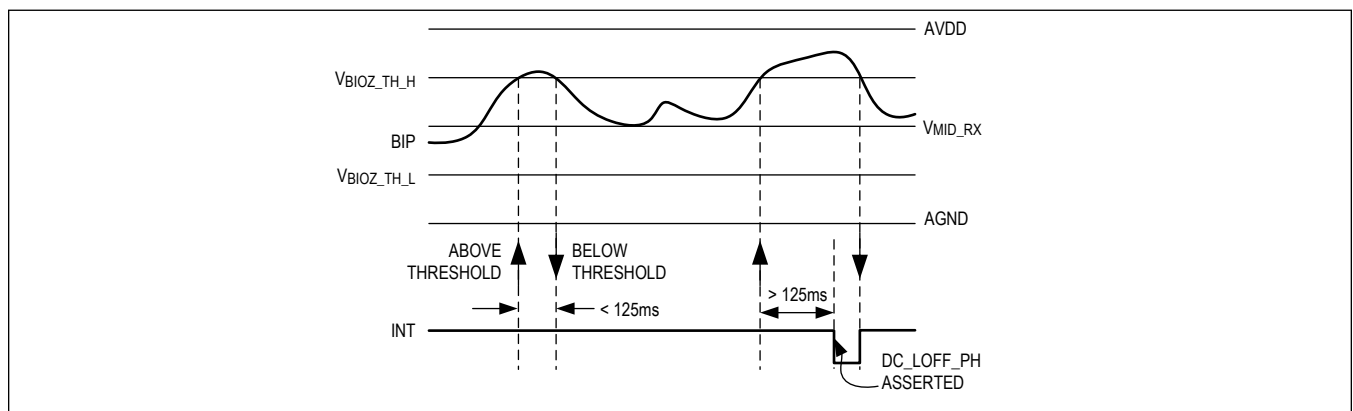 AVDD
VBIOZ_TH_H
VMID_RX
BIP
VBIOZ_TH_L
AGND
ABOVE
THRESHOLD
BELOW
THRESHOLD
< 125ms
> 125ms
INT
DC_LOFF_PH
ASSERTED